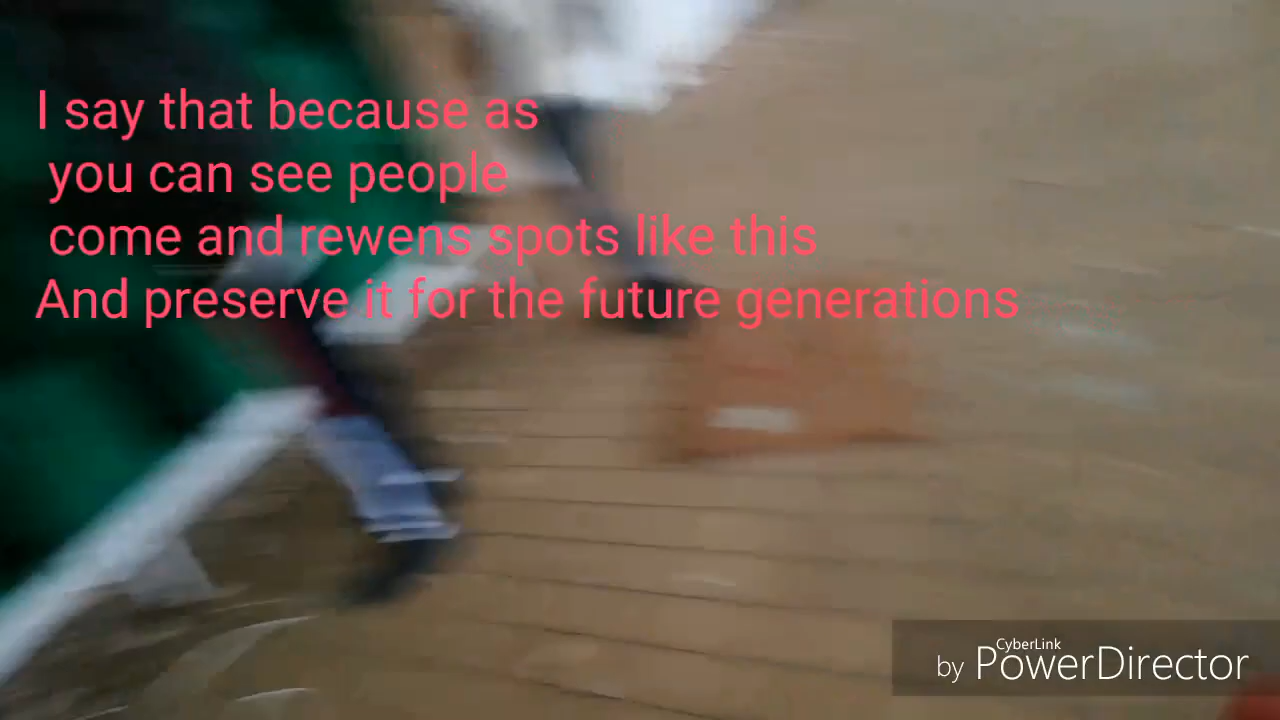 I say that because as
you can see people
come and rewens spots like this
And preserve it for the future generations
CyberLink
by PowerDirector